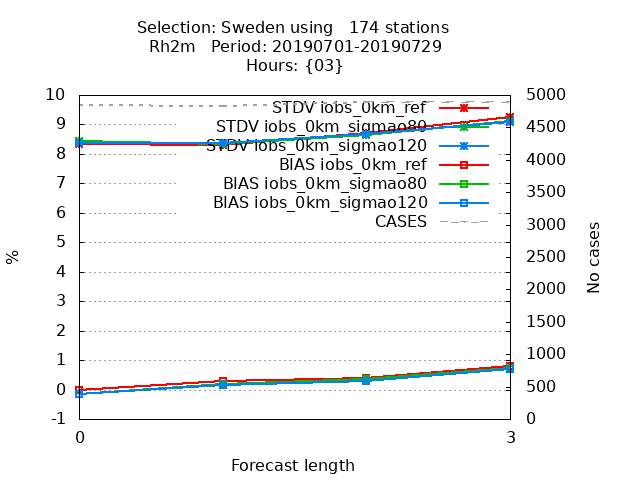 Selection: Sweden using   174 stations
Rh2m   Period: 20190701-20190729
Hours: {03}
10
9
8
7
6
5
4
3
2
1
0
-1
%
STDV iobs_0km_ref
STDV iobs_0km_sigmao80
STDV iobs_0km_sigmao120
BIAS iobs_0km_ref
BIAS iobs_0km_sigmao80
BIAS iobs_0km_sigmao120
CASES
5000
4500
4000
3500
3000
2500
2000
1500
1000
500
0
No cases
0
3
Forecast length